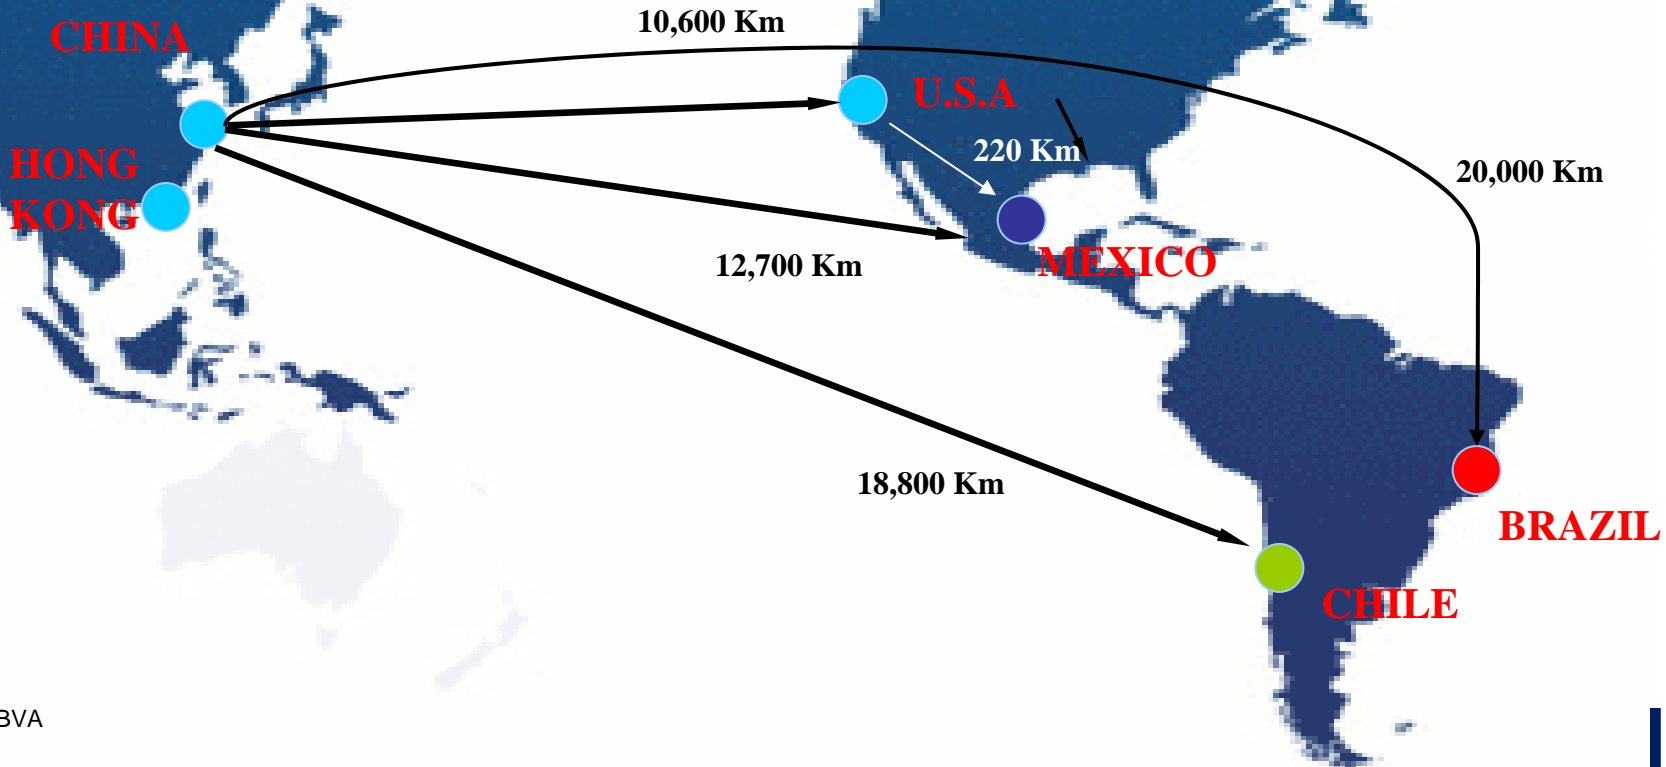 10,600 Km
CHINA
U.S.A
220 Km
HONG
KONG
20,000 Km
MEXICO
12,700 Km
18,800 Km
BRAZIL
CHILE
BVA